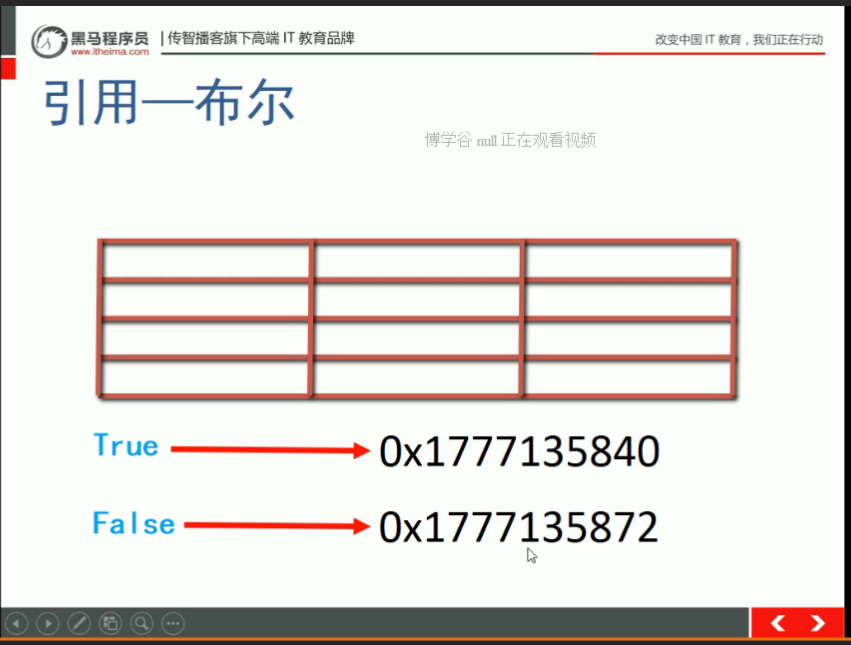 黑马程序员
www.itheima.com
传智播客旗下高端 IT 教育品牌
改变中国 IT 教育，我们正在行动
引用—布尔
博学谷 null 正在观看视频
True
0x1777135840
False
0x1777135872